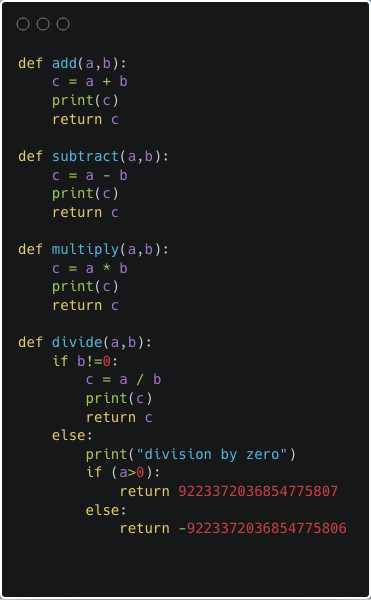 def add(a,b):
    c = a + b
    print(c)
    return c

def subtract(a,b):
    c = a - b
    print(c)
    return c

def multiply(a,b):
    c = a * b
    print(c)
    return c

def divide(a,b):
    if b!=0:
        c = a / b
        print(c)
        return c
    else:
        print("division by zero")
        if (a>0):
            return 9223372036854775807
        else:
            return -9223372036854775806